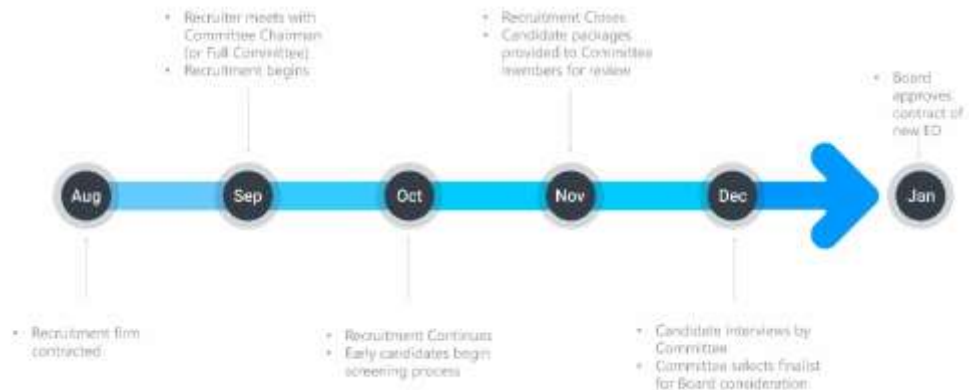 • Recruiter meets with
Committee Chairman
(or Full Committee)
• Recruitment begins
• Recruitment Closes
• Candidate packages
provided to Committee
members for review
• Board
approves
contract of
new ED
Aug
Sep
Oct
Nov
Dec
Jan
• Recruitment firm
contracted
• Recruitment Continues
• Early candidates begin
screening process
• Candidate interviews by
Committee
• Committee selects finalist
for Board consideration